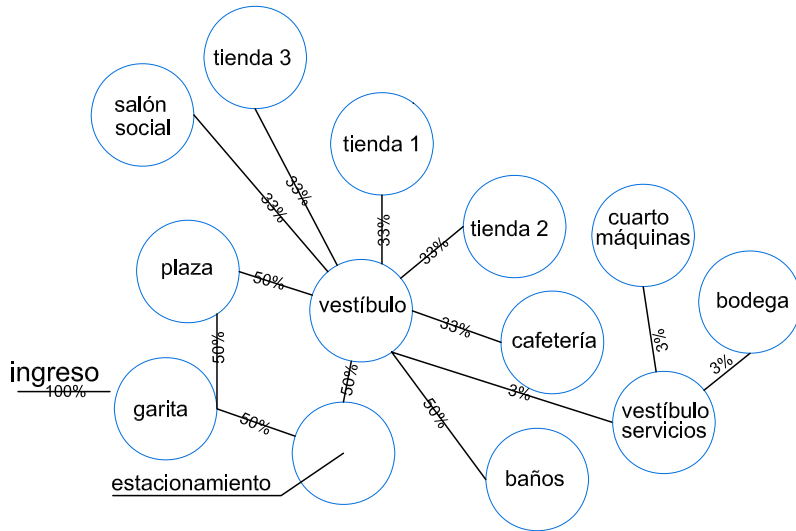 tienda 3
salón
social
tienda 1
33%
33%
33%
tienda 2
33%
cuarto
máquinas
plaza
50%
vestíbulo
bodega
33%
cafetería
50%
3%
3%
ingreso
100%
garita
50%
50%
3%
50%
vestíbulo
servicios
estacionamiento
baños